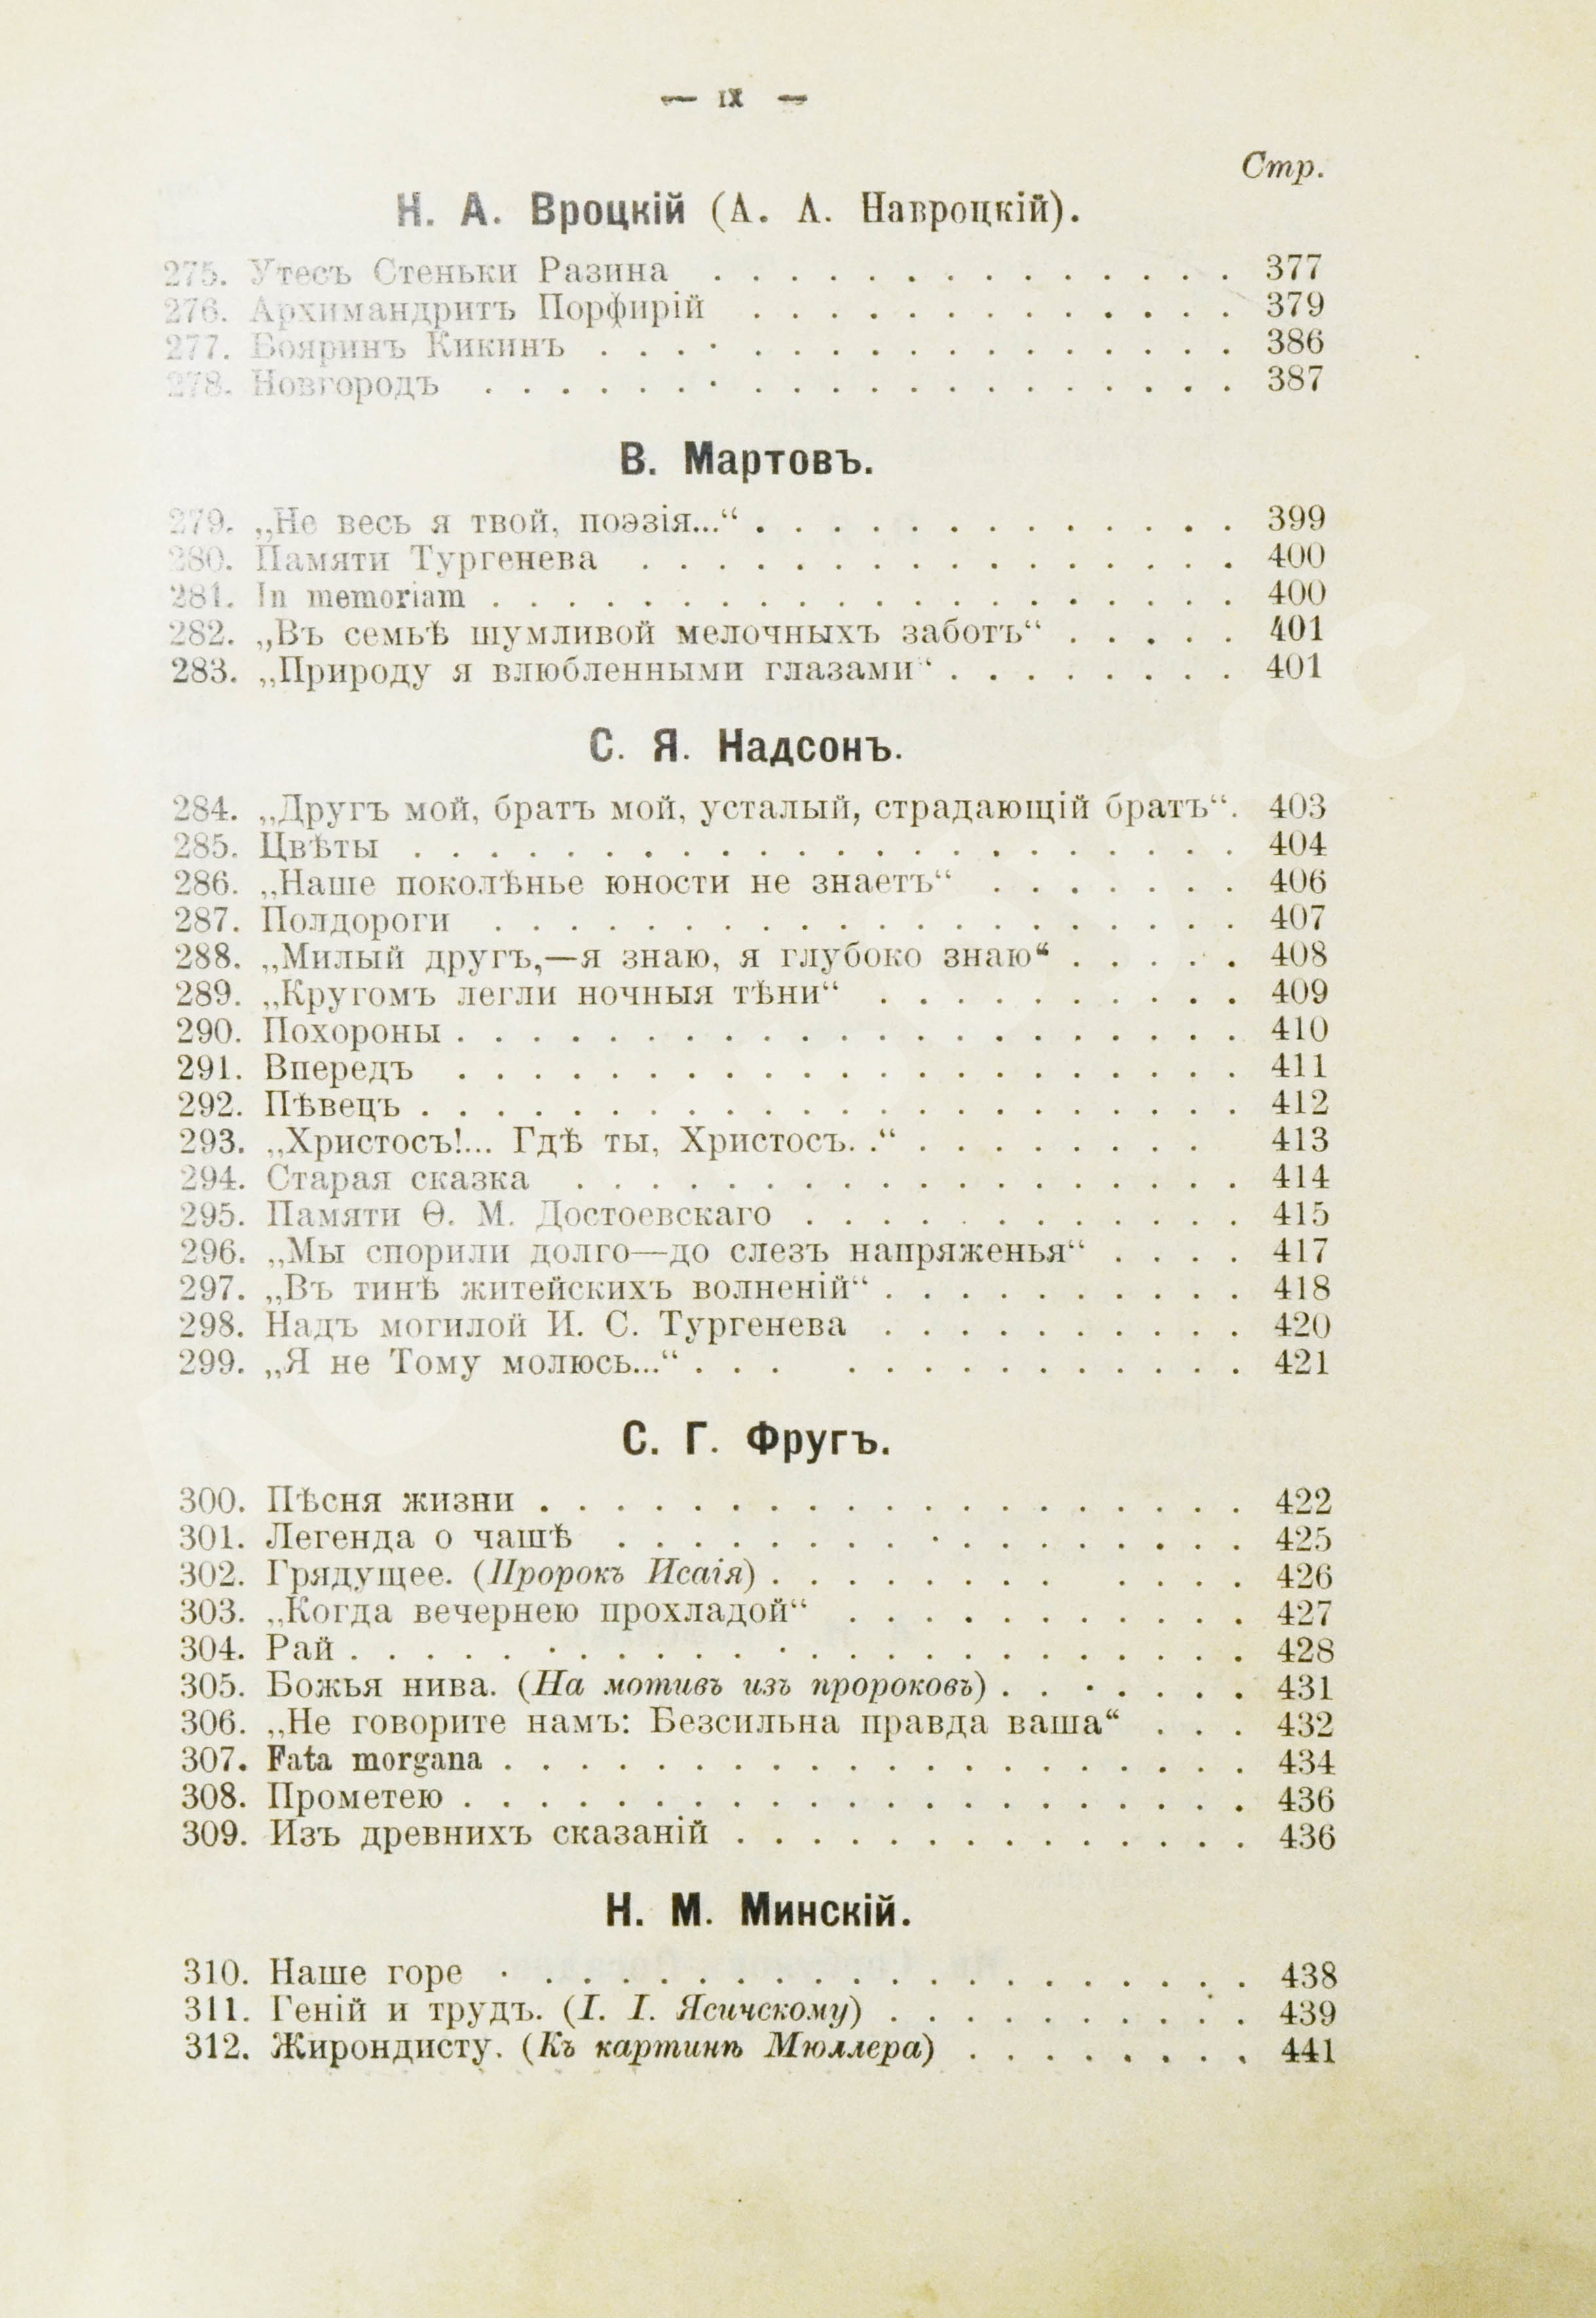 — IX —
Стр.
Н. А. Вроцкій (А. А. Навроцкій).
275. Утесъ Стеньки Разина . . . . . . . . . . . . . . 377
276. Архимандритъ Порфирій . . . . . . . . . . . . . 379
277. Бояринъ Кикинъ . . . . . . . . . . . . . . . . . 386
278. Новгородъ . . . . . . . . . . . . . . . . . . . . 387
В. Мартовъ.
279. „Не весь я твой, поэзія...“ . . . . . . . . . . . . . 399
280. Памяти Тургенева . . . . . . . . . . . . . . . . 400
281. In memoriam . . . . . . . . . . . . . . . . . . . . 400
282. „Въ семьѣ шумливой мелочныхъ заботъ“ . . . . . 401
283. „Природу я влюбленными глазами“ . . . . . . . . 401
С. Я. Надсонъ.
284. „Другъ мой, братъ мой, усталый, страдающій братъ“. 403
285. Цвѣты . . . . . . . . . . . . . . . . . . . . . . 404
286. „Наше поколѣнье юности не знаетъ“ . . . . . . . 406
287. Полдороги . . . . . . . . . . . . . . . . . . . . 407
288. „Милый другъ,—я знаю, я глубоко знаю“ . . . . . 408
289. „Кругомъ легли ночныя тѣни“ . . . . . . . . . . 409
290. Похороны . . . . . . . . . . . . . . . . . . . . . 410
291. Впередъ . . . . . . . . . . . . . . . . . . . . . 411
292. Пѣвецъ . . . . . . . . . . . . . . . . . . . . . . 412
293. „Христосъ!... Гдѣ ты, Христосъ. .“ . . . . . . . . 413
294. Старая сказка . . . . . . . . . . . . . . . . . . 414
295. Памяти Ѳ. М. Достоевскаго . . . . . . . . . . . . 415
296. „Мы спорили долго—до слезъ напряженья“ . . . . 417
297. „Въ тинѣ житейскихъ волненій“ . . . . . . . . . . 418
298. Надъ могилой И. С. Тургенева . . . . . . . . . . 420
299. „Я не Тому молюсь...“ . . . . . . . . . . . . . . 421
С. Г. Фругъ.
300. Пѣсня жизни . . . . . . . . . . . . . . . . . . . 422
301. Легенда о чашѣ . . . . . . . . . . . . . . . . . 425
302. Грядущее. (Пророкъ Исаія) . . . . . . . . . . . . 426
303. „Когда вечернею прохладой“ . . . . . . . . . . . 427
304. Рай . . . . . . . . . . . . . . . . . . . . . . . . 428
305. Божья нива. (На мотивъ изъ пророковъ) . . . . . . . 431
306. „Не говорите намъ: Безсильна правда ваша“ . . . 432
307. Fata morgana . . . . . . . . . . . . . . . . . . . . 434
308. Прометею . . . . . . . . . . . . . . . . . . . . . 436
309. Изъ древнихъ сказаній . . . . . . . . . . . . . . 436
Н. М. Минскій.
310. Наше горе . . . . . . . . . . . . . . . . . . . . 438
311. Геній и трудъ. (І. І. Ясинскому) . . . . . . . . . . 439
312. Жирондисту. (Къ картинѣ Мюллера) . . . . . . . . 441